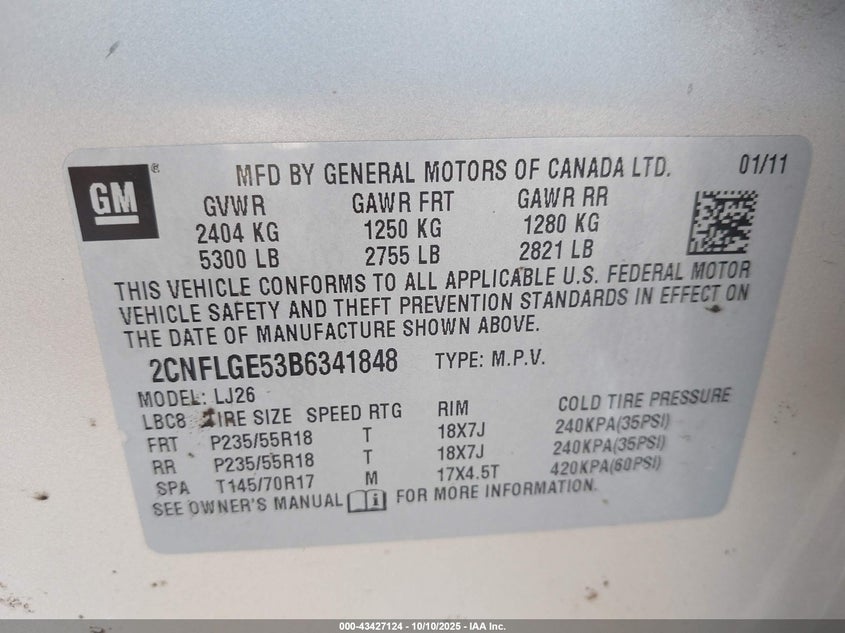 GM ®
MFD BY GENERAL MOTORS OF CANADA LTD. 01/11
GVWR GAWR FRT GAWR RR
2404 KG 1250 KG 1280 KG
5300 LB 2755 LB 2821 LB
THIS VEHICLE CONFORMS TO ALL APPLICABLE U.S. FEDERAL MOTOR
VEHICLE SAFETY AND THEFT PREVENTION STANDARDS IN EFFECT ON
THE DATE OF MANUFACTURE SHOWN ABOVE.
2CNFLGE53B6341848 TYPE: M.P.V.
MODEL: LJ26
LBC8 TIRE SIZE SPEED RTG RIM COLD TIRE PRESSURE
FRT P235/55R18 T 18X7J 240KPA(35PSI)
RR P235/55R18 T 18X7J 240KPA(35PSI)
SPA T145/70R17 M 17X4.5T 420KPA(60PSI)
SEE OWNER'S MANUAL i FOR MORE INFORMATION.
000-43427124 - 10/10/2025 - IAA Inc.